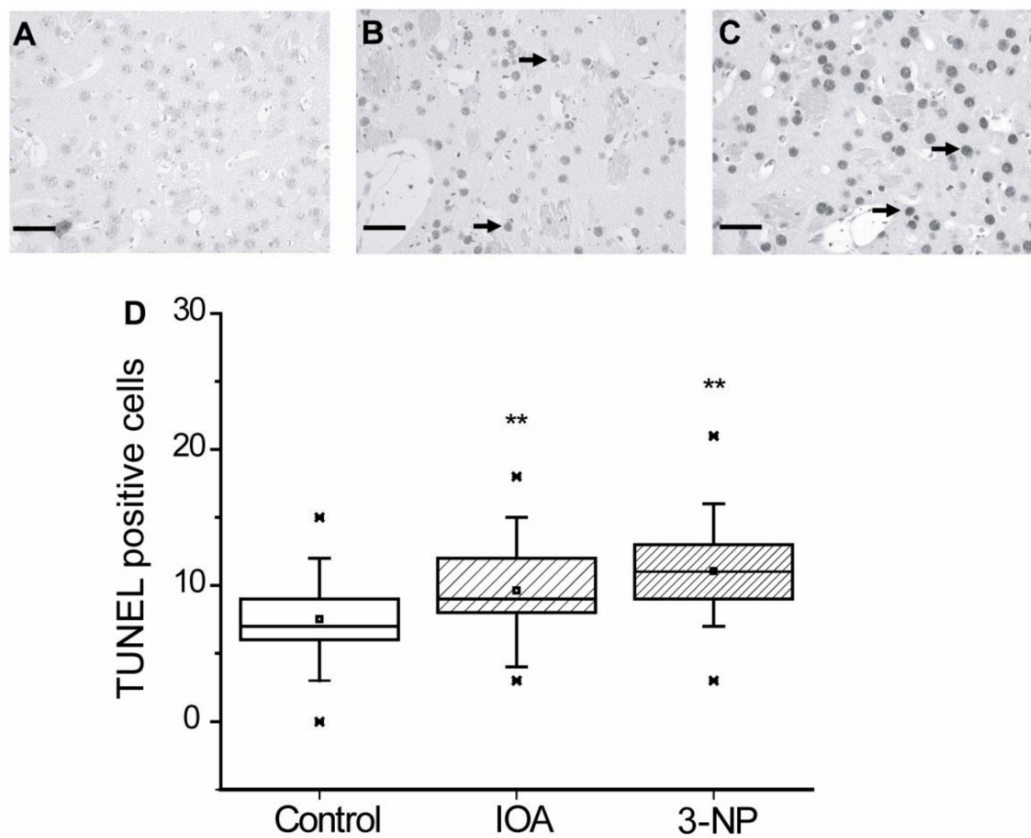 A
B
C
D
TUNEL positive cells
30
20
10
0
**
**
Control
IOA
3-NP